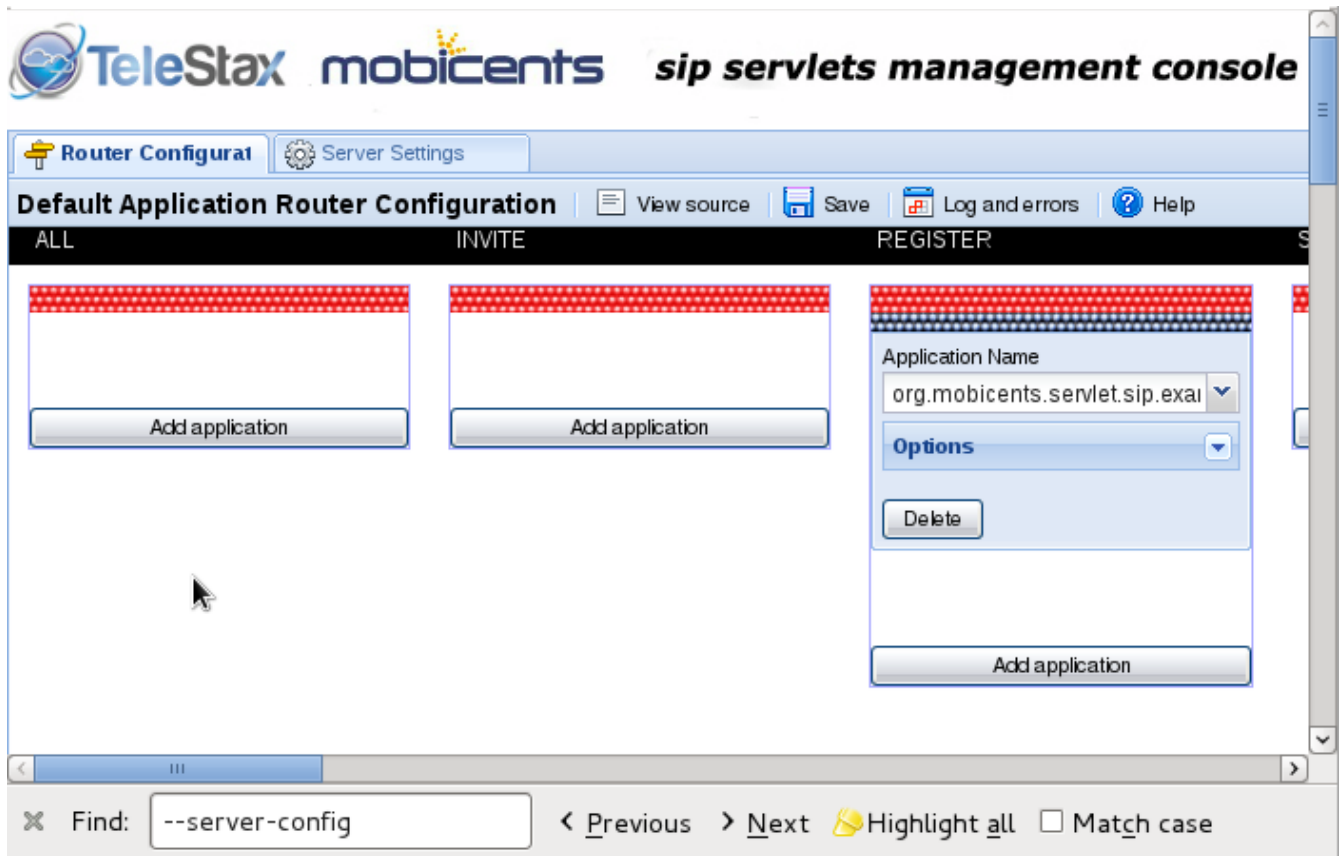 TeleStax mobicents sip servlets management console
Router Configurat Server Settings
Default Application Router Configuration View source Save Log and errors Help
ALL INVITE REGISTER S
Application Name
org.mobicents.servlet.sip.exa
Options
Add application Add application
Delete
Add application
Find: --server-config Previous Next Highlight all Match case